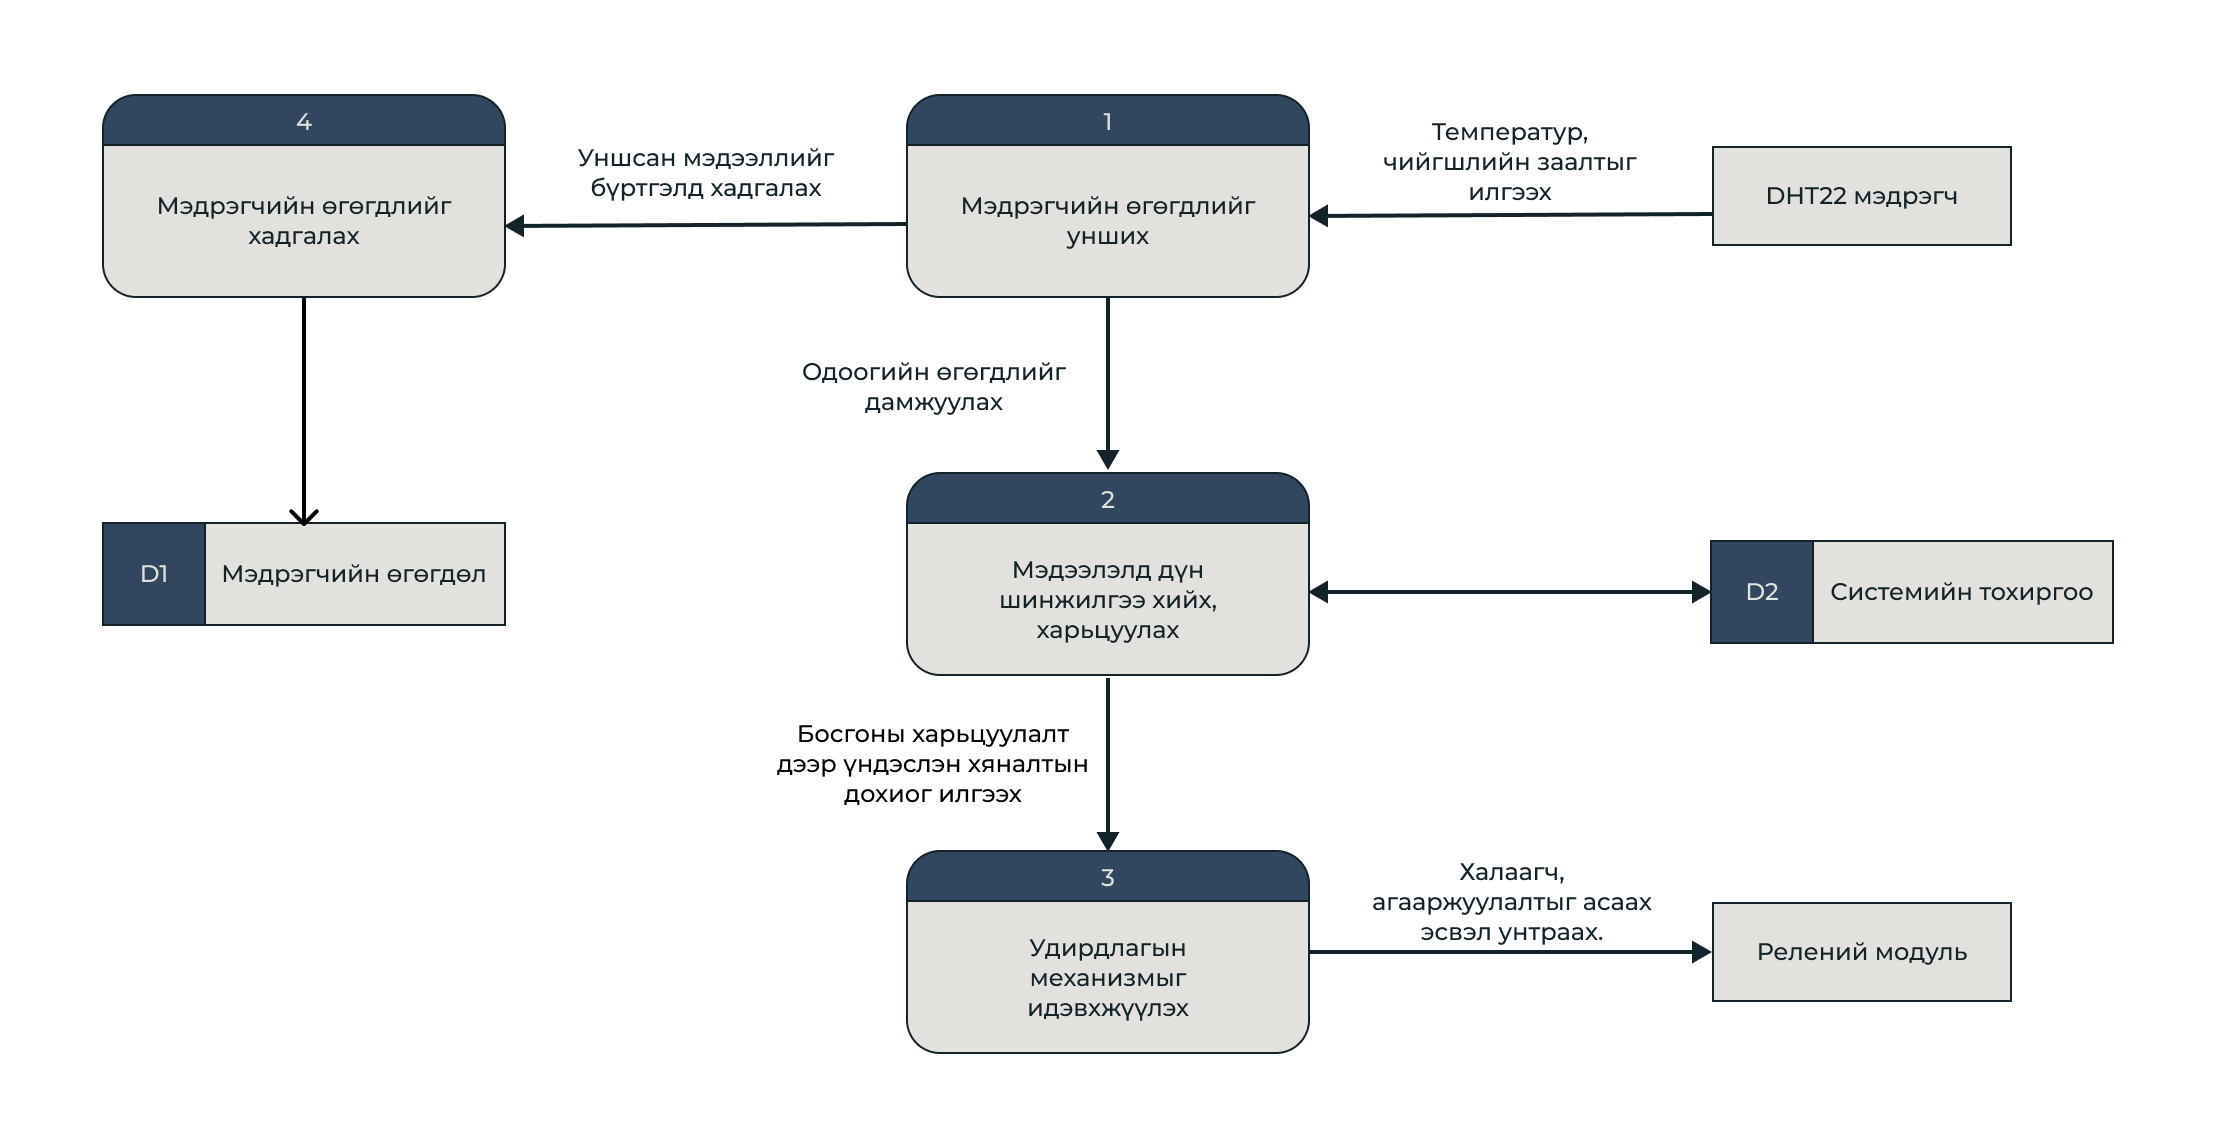 4
Мэдрэгчийн өгөгдлийг
хадгалах
Уншсан мэдээллийг
бүртгэлд хадгалах
1
Мэдрэгчийн өгөгдлийг
унших
Температур,
чийгшлийн заалтыг
илгээх
DHT22 мэдрэгч
Одоогийн өгөгдлийг
дамжуулах
D1
Мэдрэгчийн өгөгдөл
2
Мэдээлэлд дүн
шинжилгээ хийх,
харьцуулах
D2
Системийн тохиргоо
Босгоны харьцуулалт
дээр үндэслэн хяналтын
дохиог илгээх
3
Удирдлагын
механизмыг
идэвхжүүлэх
Халаагч,
агааржуулалтыг асаах
эсвэл унтраах.
Релений модуль